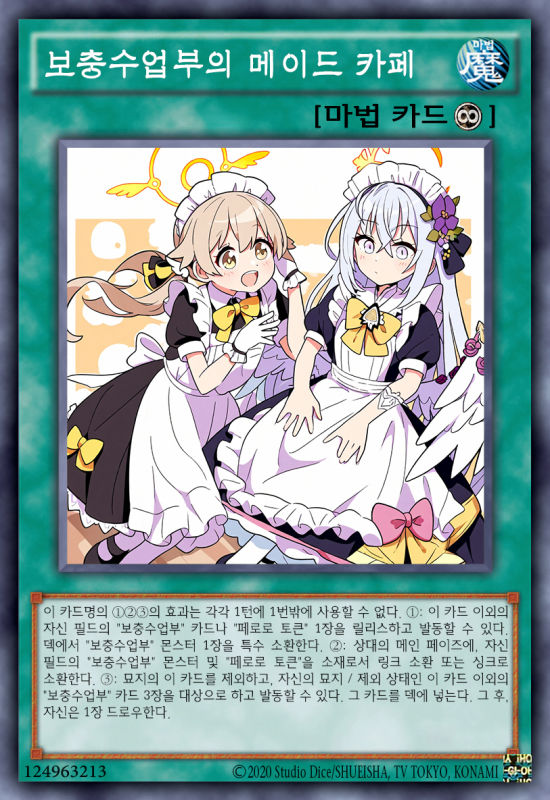 보충수업부의 메이드 카페
마법
魔
[마법 카드 ]
이 카드명의 ①②③의 효과는 각각 1턴에 1번밖에 사용할 수 없다. ①: 이 카드 이외의
자신 필드의 "보충수업부" 카드나 "페로로 토큰" 1장을 릴리스하고 발동할 수 있다.
덱에서 "보충수업부" 몬스터 1장을 특수 소환한다. ②: 상대의 메인 페이즈에, 자신
필드의 "보충수업부" 몬스터 및 "페로로 토큰"을 소재로서 링크 소환 또는 싱크로
소환한다. ③: 묘지의 이 카드를 제외하고, 자신의 묘지 / 제외 상태인 이 카드 이외의
"보충수업부" 카드 3장을 대상으로 하고 발동할 수 있다. 그 카드를 덱에 넣는다. 그 후,
자신은 1장 드로우한다.
124963213
©2020 Studio Dice/SHUEISHA, TV TOKYO, KONAMI